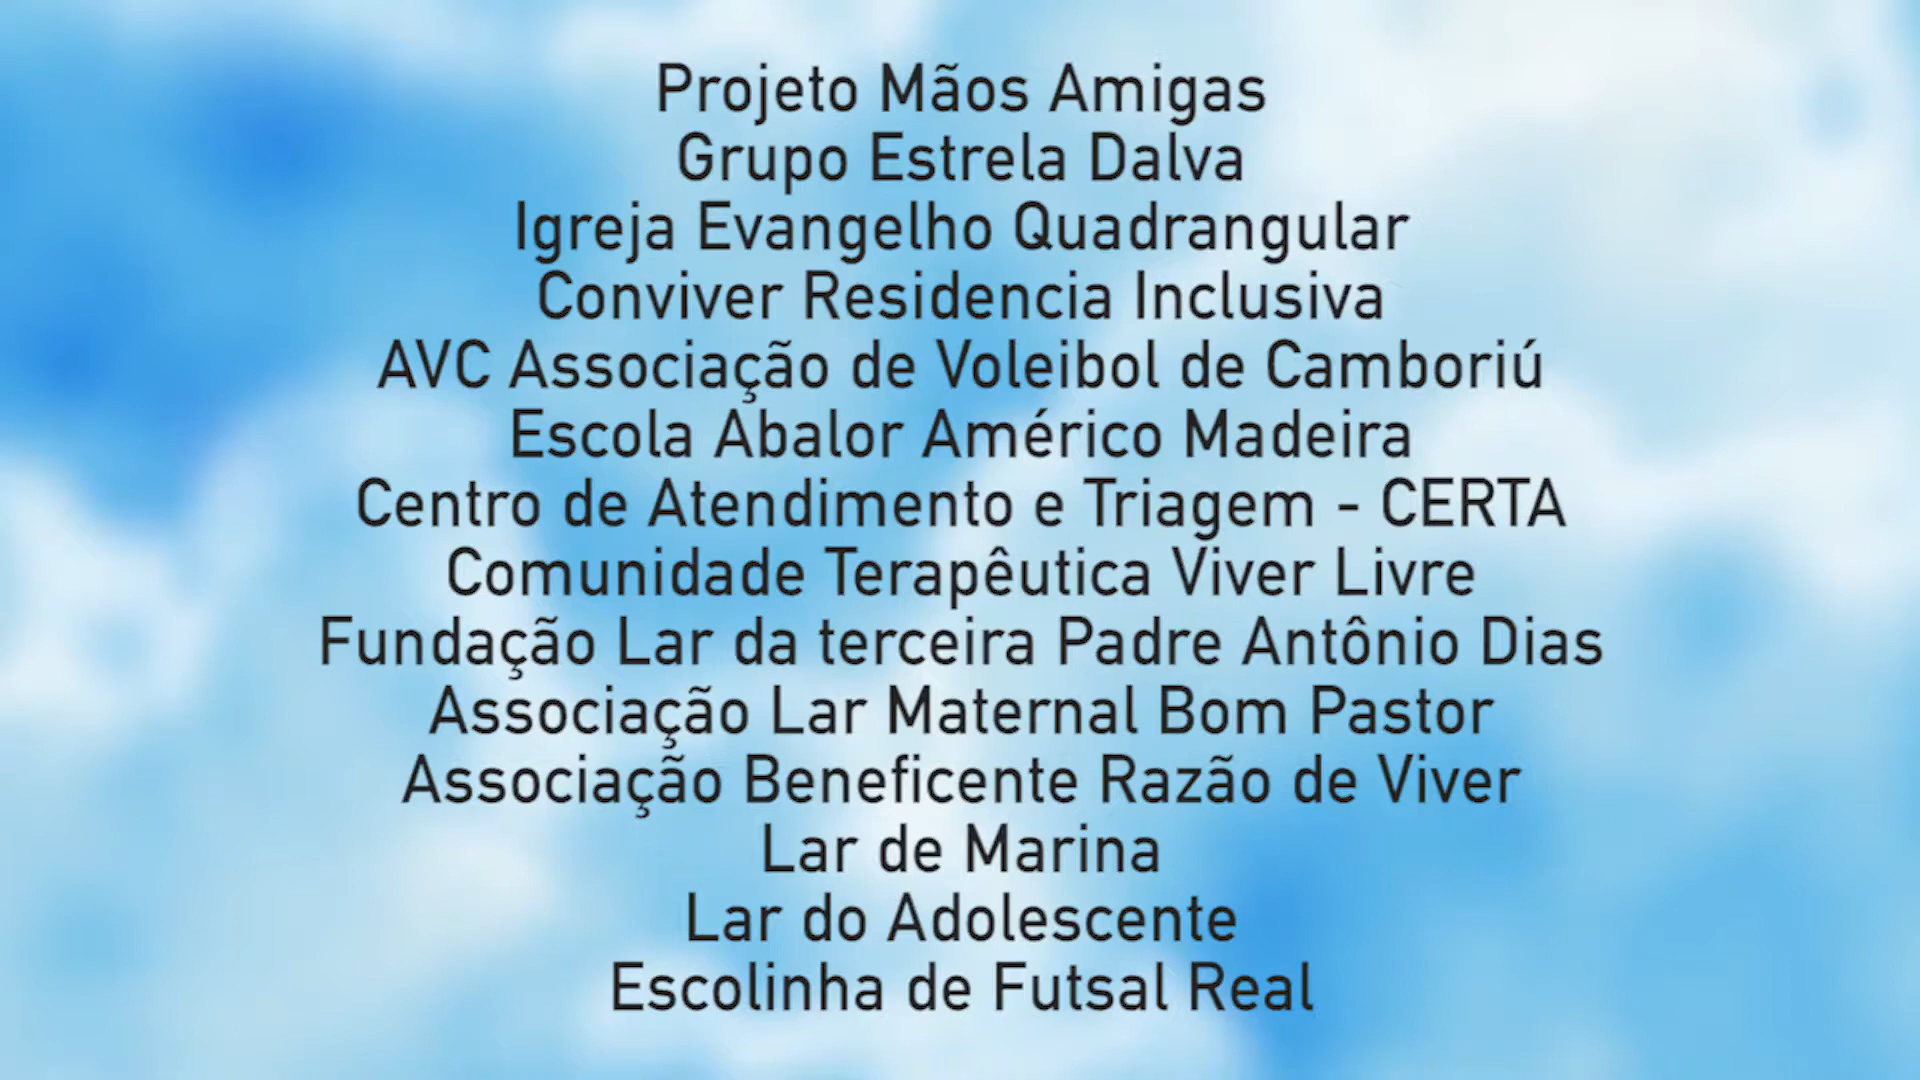 Projeto Mãos Amigas
Grupo Estrela Dalva
Igreja Evangelho Quadrangular
Conviver Residencia Inclusiva
AVC Associação de Voleibol de Camboriú
Escola Abalor Américo Madeira
Centro de Atendimento e Triagem - CERTA
Comunidade Terapêutica Viver Livre
Fundação Lar da terceira Padre Antônio Dias
Associação Lar Maternal Bom Pastor
Associação Beneficente Razão de Viver
Lar de Marina
Lar do Adolescente
Escolinha de Futsal Real